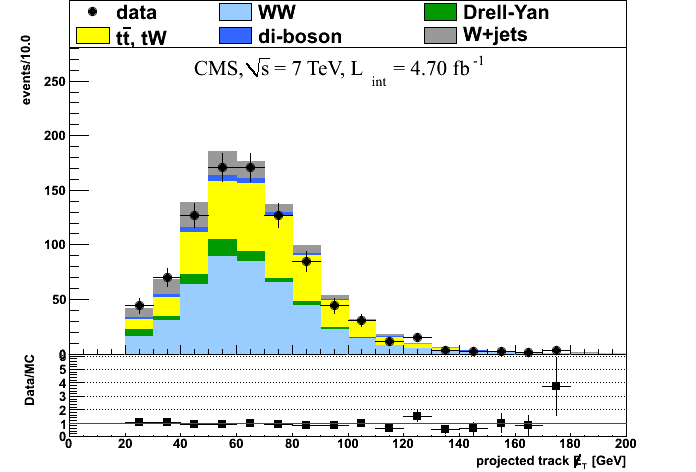 data WW Drell-Yan
tt̄, tW di-boson W+jets
CMS, √s = 7 TeV, L int = 4.70 fb⁻¹
events/10.0
250
200
150
100
50
0
Data/MC
5
4
3
2
1
0
0 20 40 60 80 100 120 140 160 180 200
projected track E̸T [GeV]